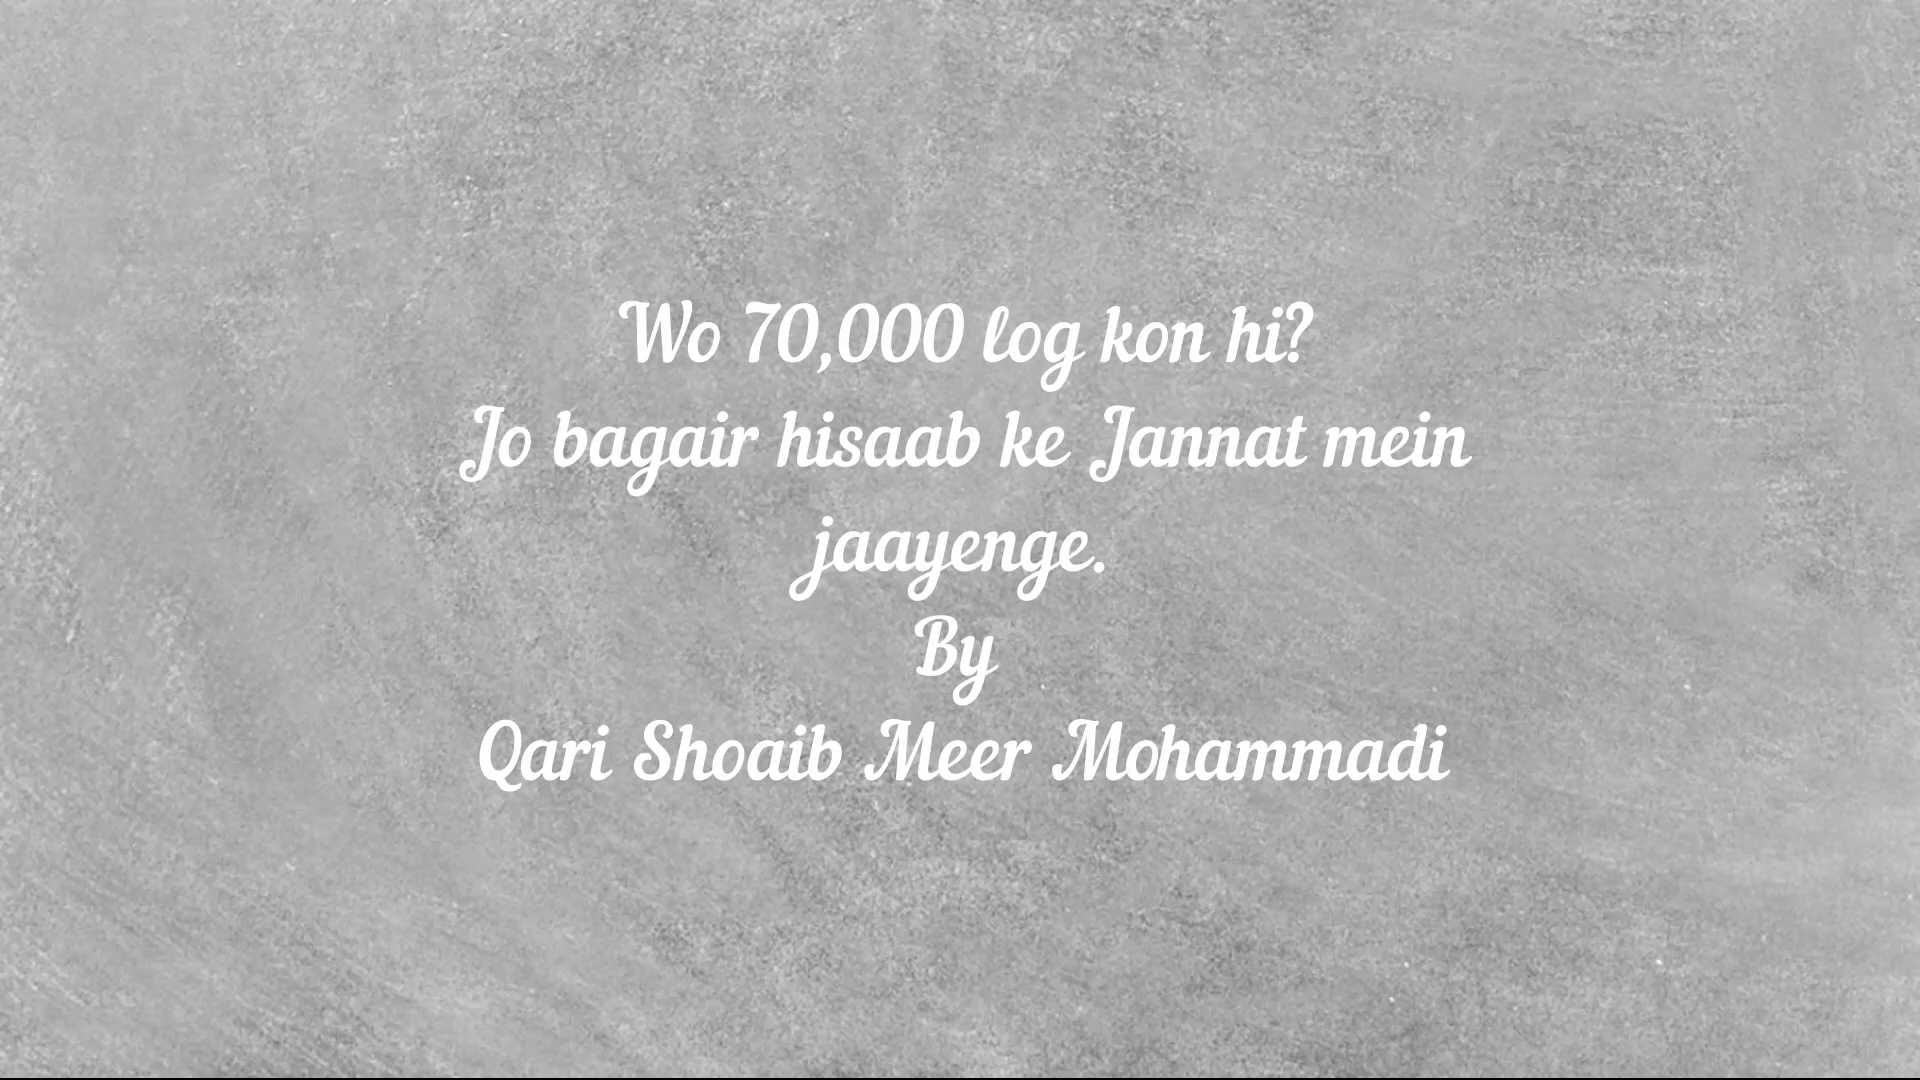 Wo 70,000 log kon hi?
Jo bagair hisaab ke Jannat mein
jaayenge.
By
Qari Shoaib Meer Mohammadi